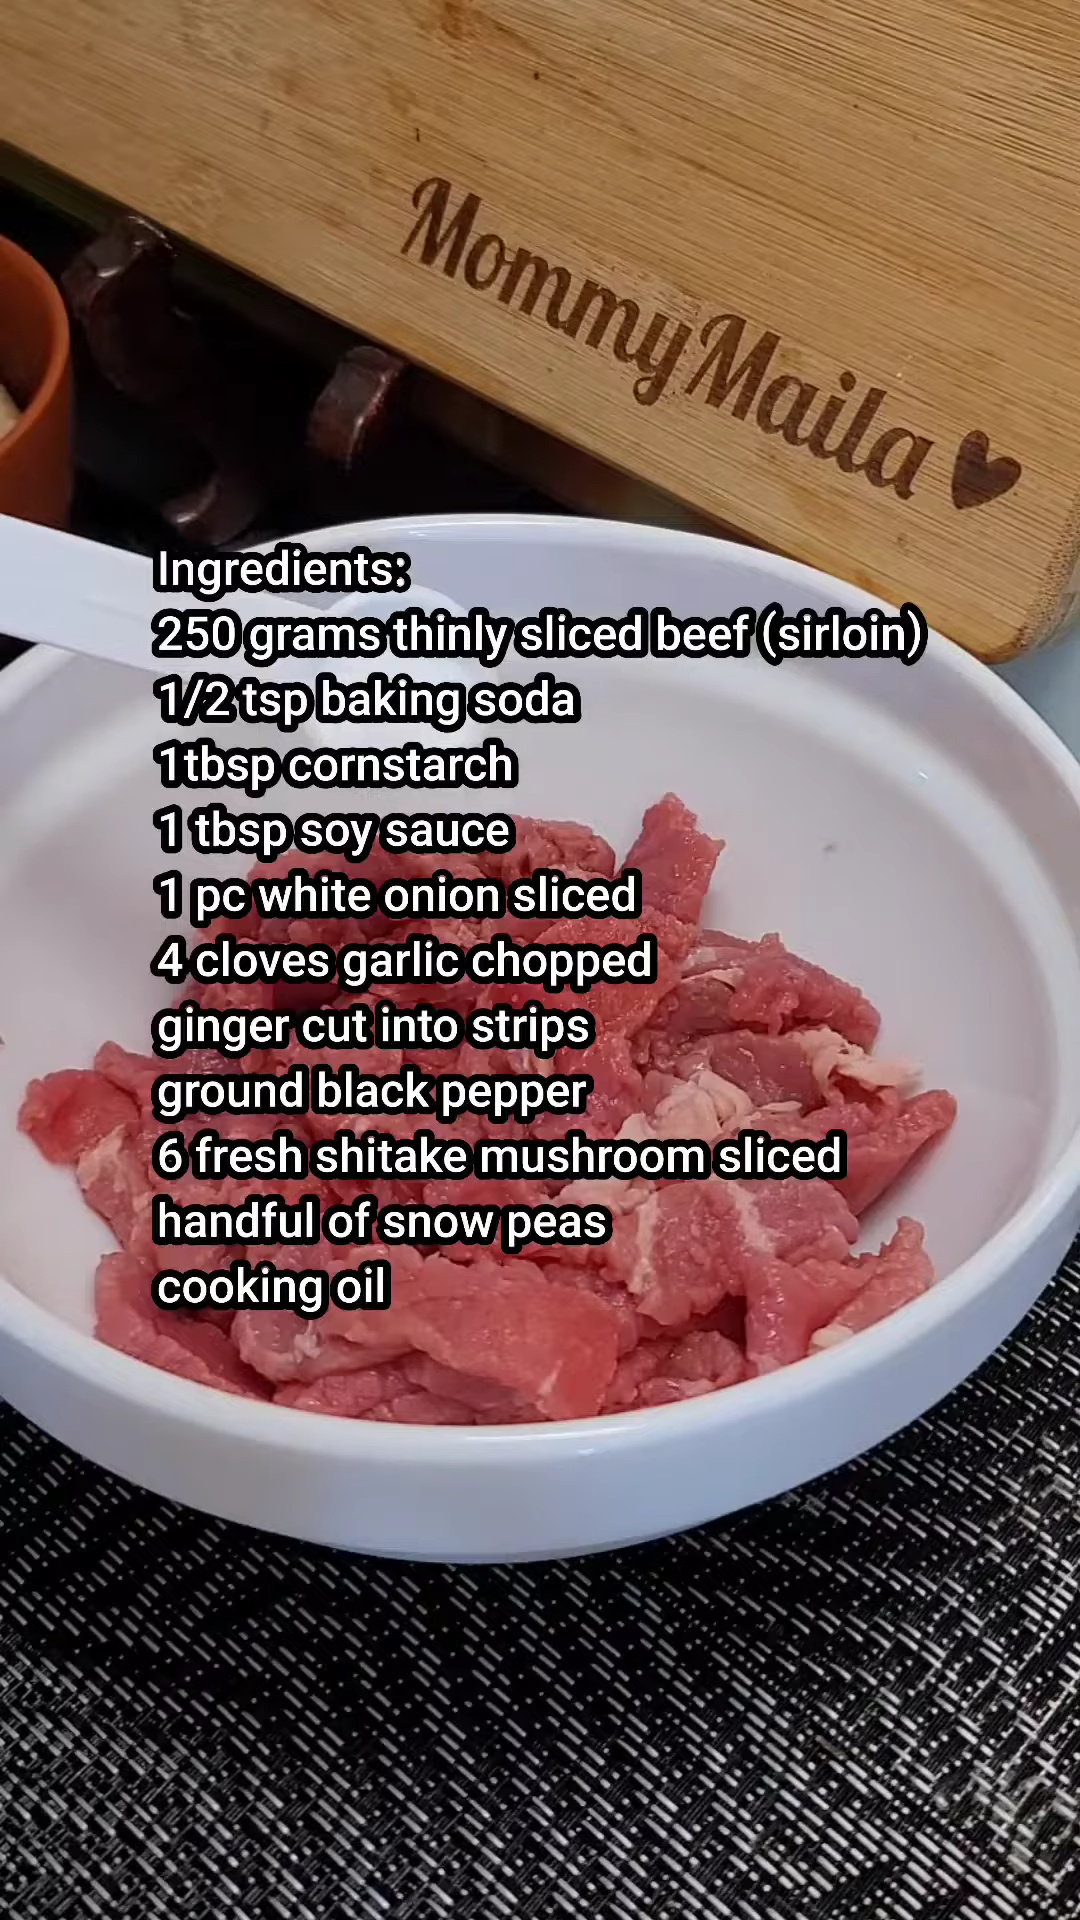 MommyMaila
Ingredients:
250 grams thinly sliced beef (sirloin)
1/2 tsp baking soda
1tbsp cornstarch
1 tbsp soy sauce
1 pc white onion sliced
4 cloves garlic chopped
ginger cut into strips
ground black pepper
6 fresh shitake mushroom sliced
handful of snow peas
cooking oil